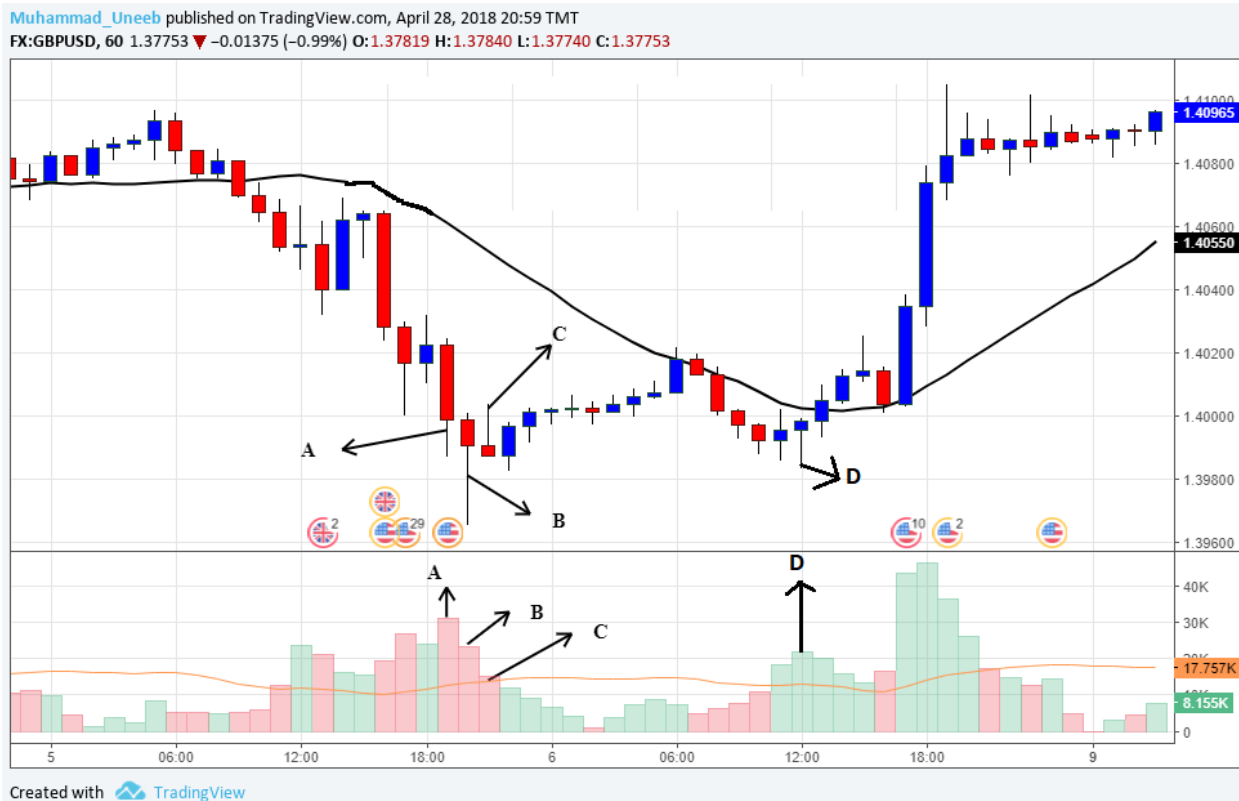 Muhammad_Uneeb published on TradingView.com, April 28, 2018 20:59 TMT
FX:GBPUSD, 60 1.37753 ▼ −0.01375 (−0.99%) O:1.37819 H:1.37840 L:1.37740 C:1.37753
1.41000
1.40965
1.40800
1.40600
1.40550
1.40400
1.40200
1.40000
1.39800
1.39600
C
A
B
D
2
29
10
2
A
B
C
D
40K
30K
20K
17.757K
10K
8.155K
0
5 06:00 12:00 18:00 6 06:00 12:00 18:00 9
Created with TradingView